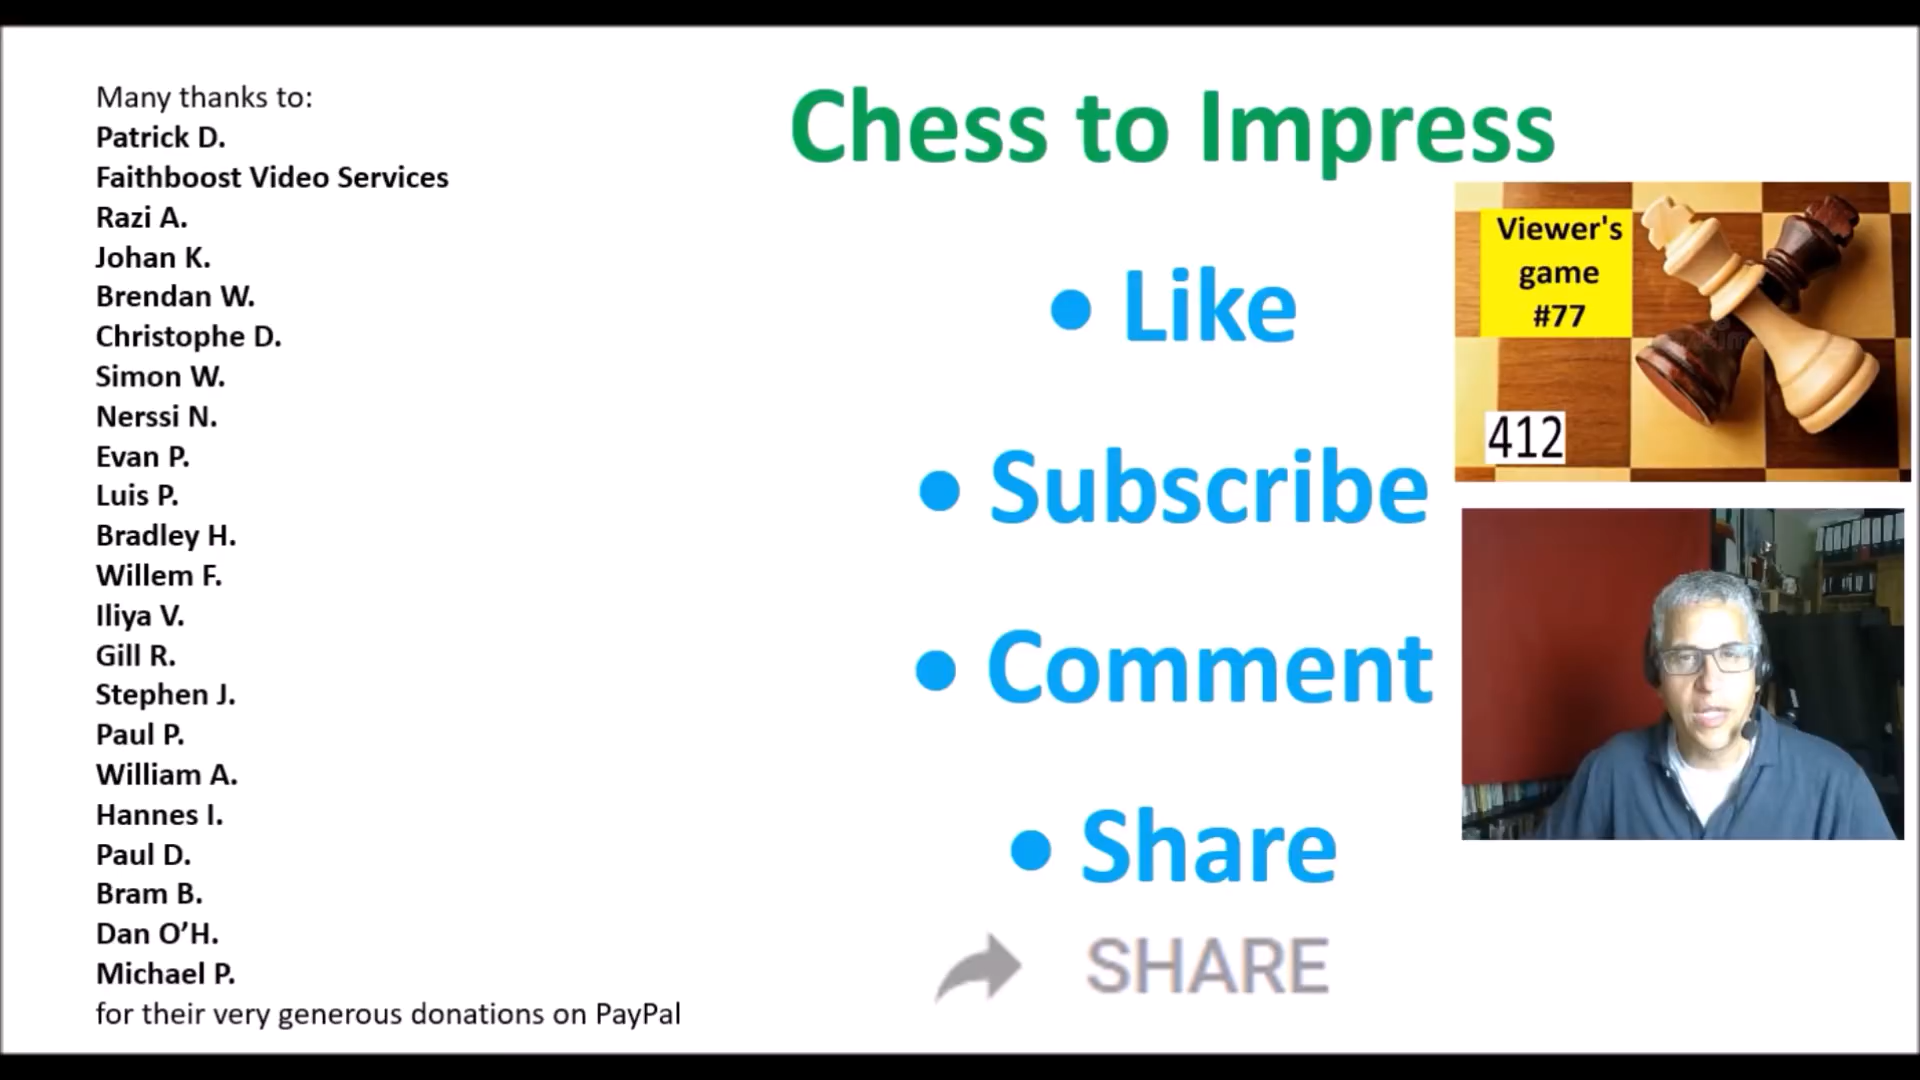 Many thanks to:
Patrick D.
Faithboost Video Services
Razi A.
Johan K.
Brendan W.
Christophe D.
Simon W.
Nerssi N.
Evan P.
Luis P.
Bradley H.
Willem F.
Iliya V.
Gill R.
Stephen J.
Paul P.
William A.
Hannes I.
Paul D.
Bram B.
Dan O’H.
Michael P.
for their very generous donations on PayPal
Chess to Impress
• Like
• Subscribe
• Comment
• Share
SHARE
Viewer's
game
#77
412